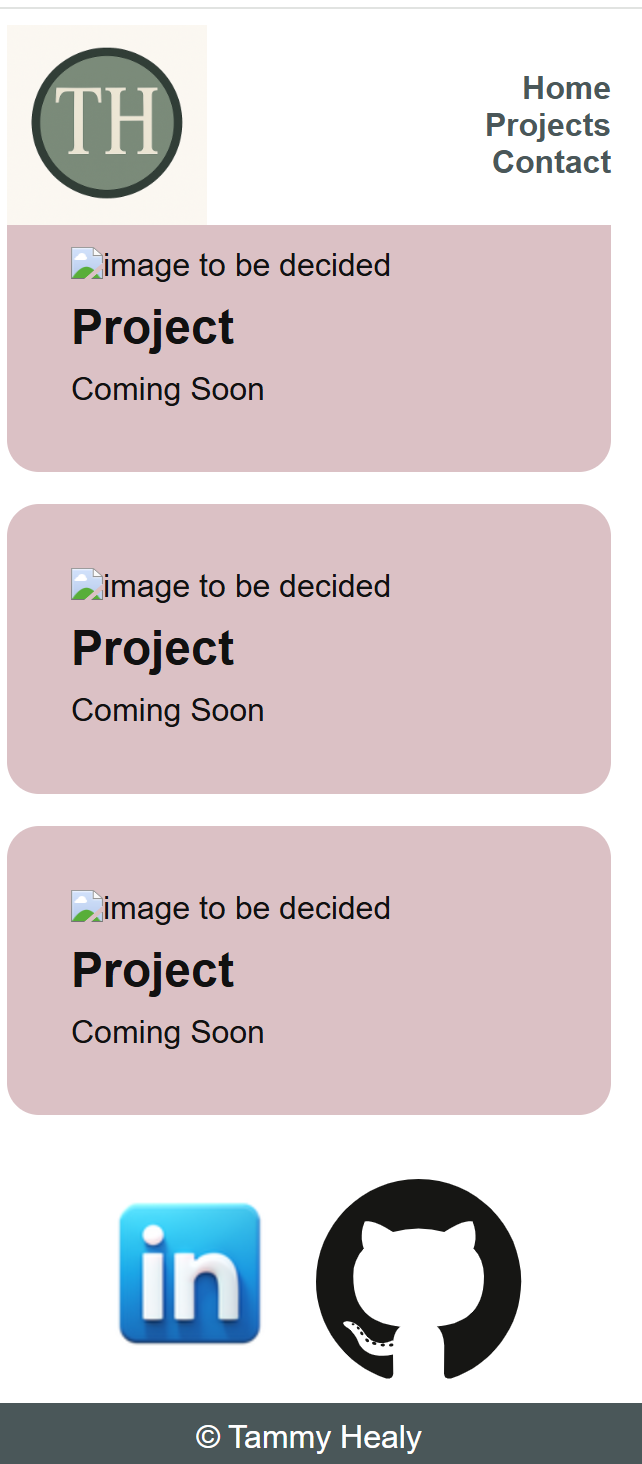 TH
Home
Projects
Contact
image to be decided
Project
Coming Soon
image to be decided
Project
Coming Soon
image to be decided
Project
Coming Soon
in
© Tammy Healy